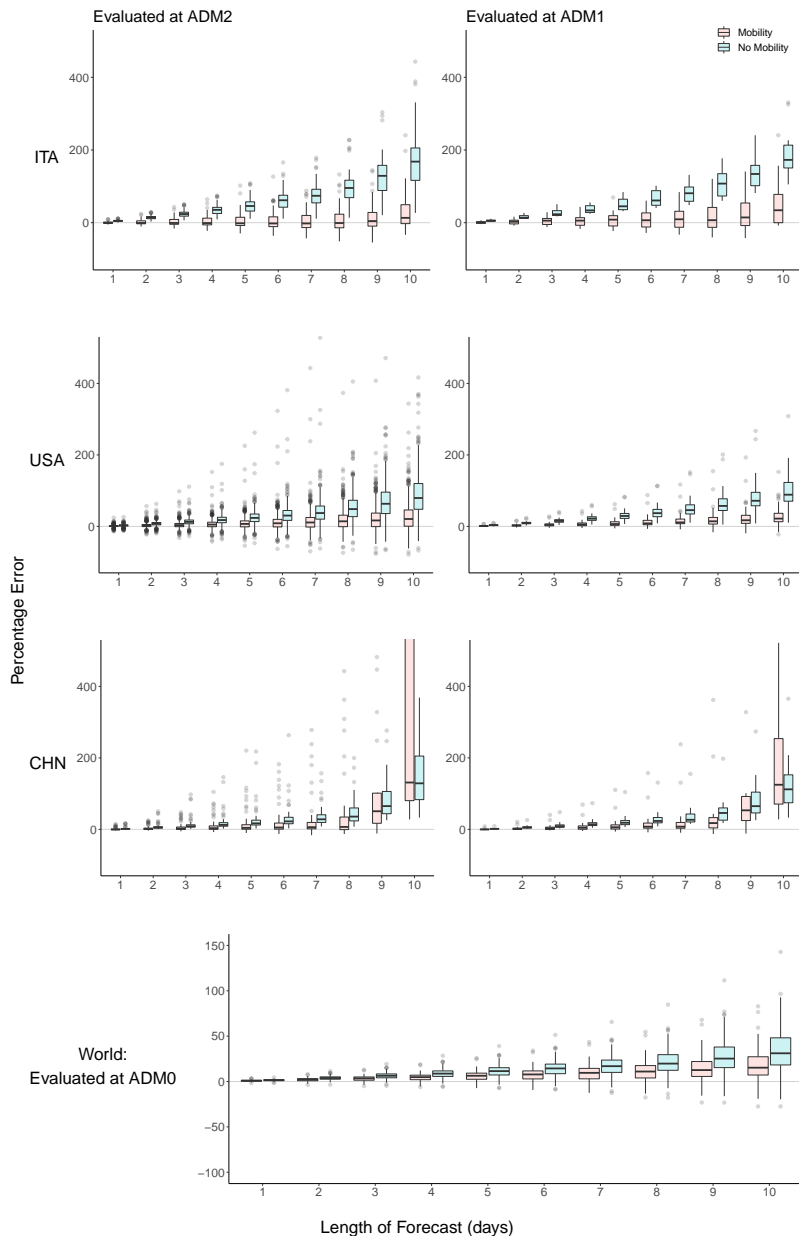 Evaluated at ADM2
Evaluated at ADM1
Mobility
No Mobility
400
200
0
ITA
1 2 3 4 5 6 7 8 9 10
400
200
0
1 2 3 4 5 6 7 8 9 10
400
200
0
USA
1 2 3 4 5 6 7 8 9 10
400
200
0
1 2 3 4 5 6 7 8 9 10
Percentage Error
400
200
0
CHN
1 2 3 4 5 6 7 8 9 10
400
200
0
1 2 3 4 5 6 7 8 9 10
World:
Evaluated at ADM0
150
100
50
0
−50
−100
1 2 3 4 5 6 7 8 9 10
Length of Forecast (days)